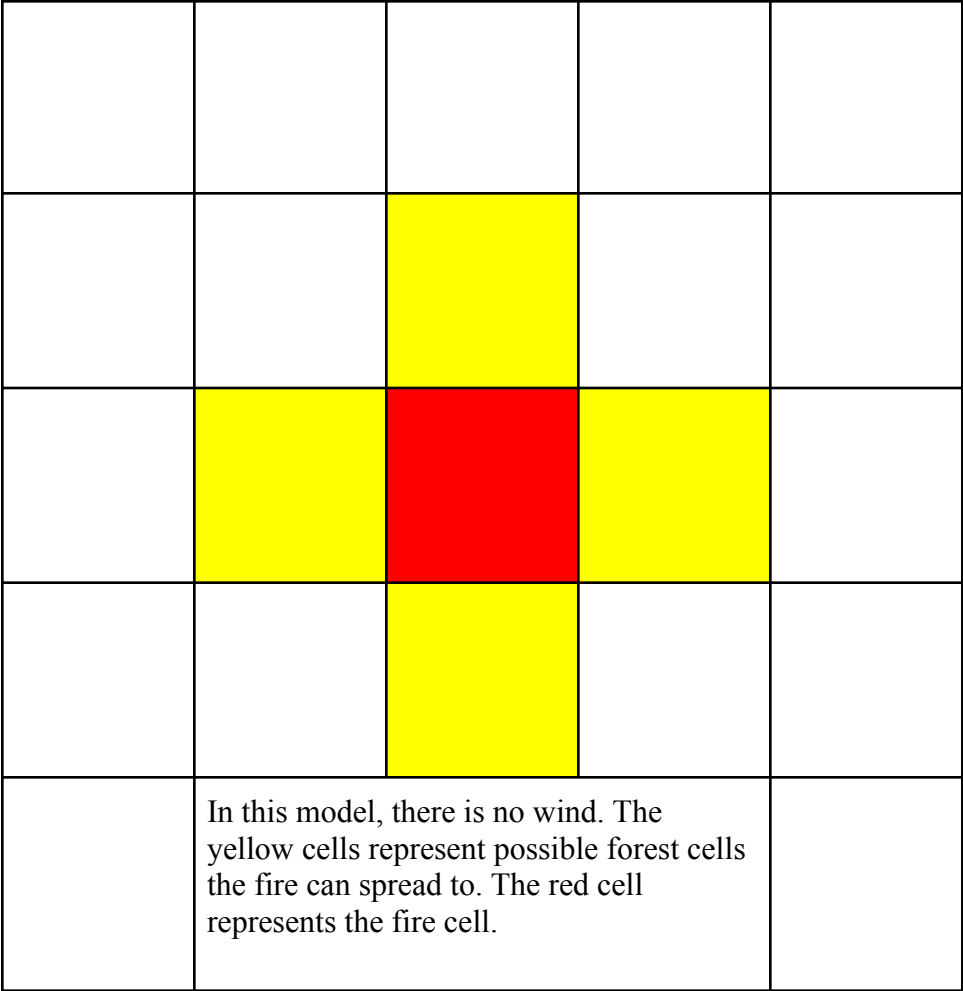 In this model, there is no wind. The
yellow cells represent possible forest cells
the fire can spread to. The red cell
represents the fire cell.